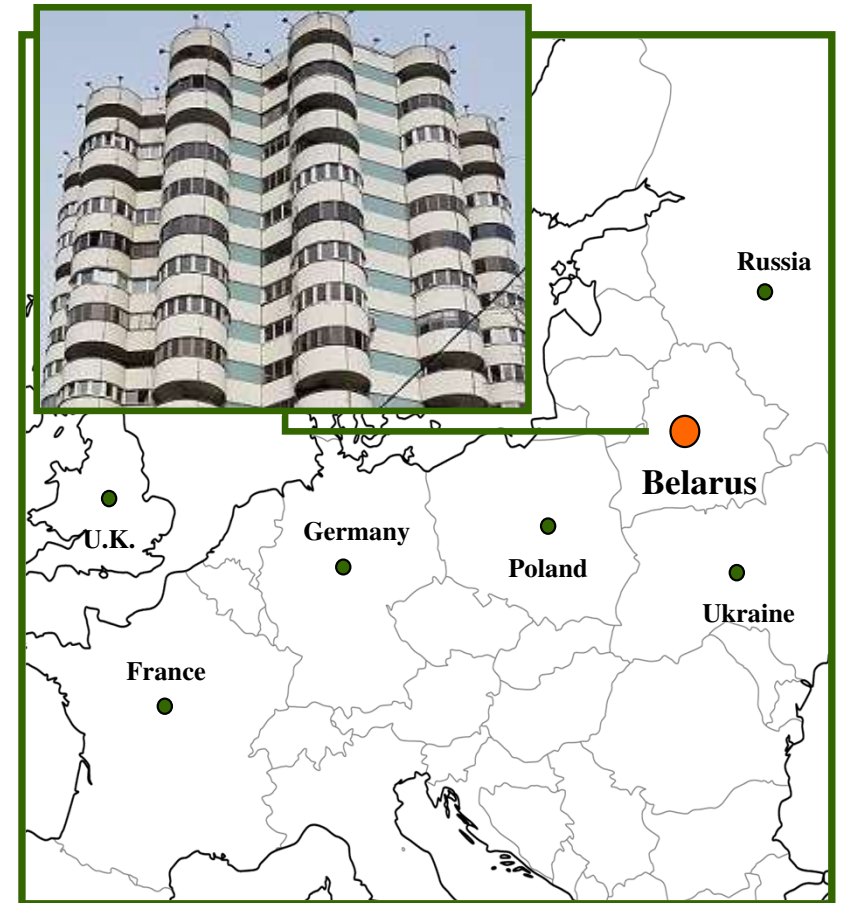 Russia
Belarus
U.K.
Germany
Poland
Ukraine
France